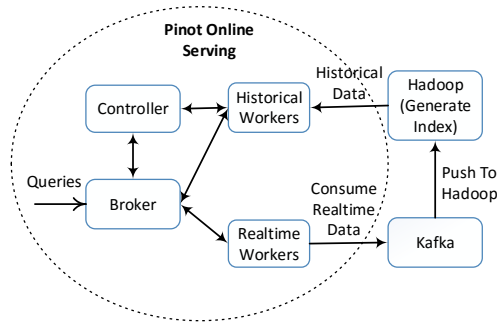 Pinot Online
Serving
Historical
Data
Controller
Historical
Workers
Hadoop
(Generate
Index)
Queries
Broker
Consume
Realtime
Data
Push To
Hadoop
Realtime
Workers
Kafka